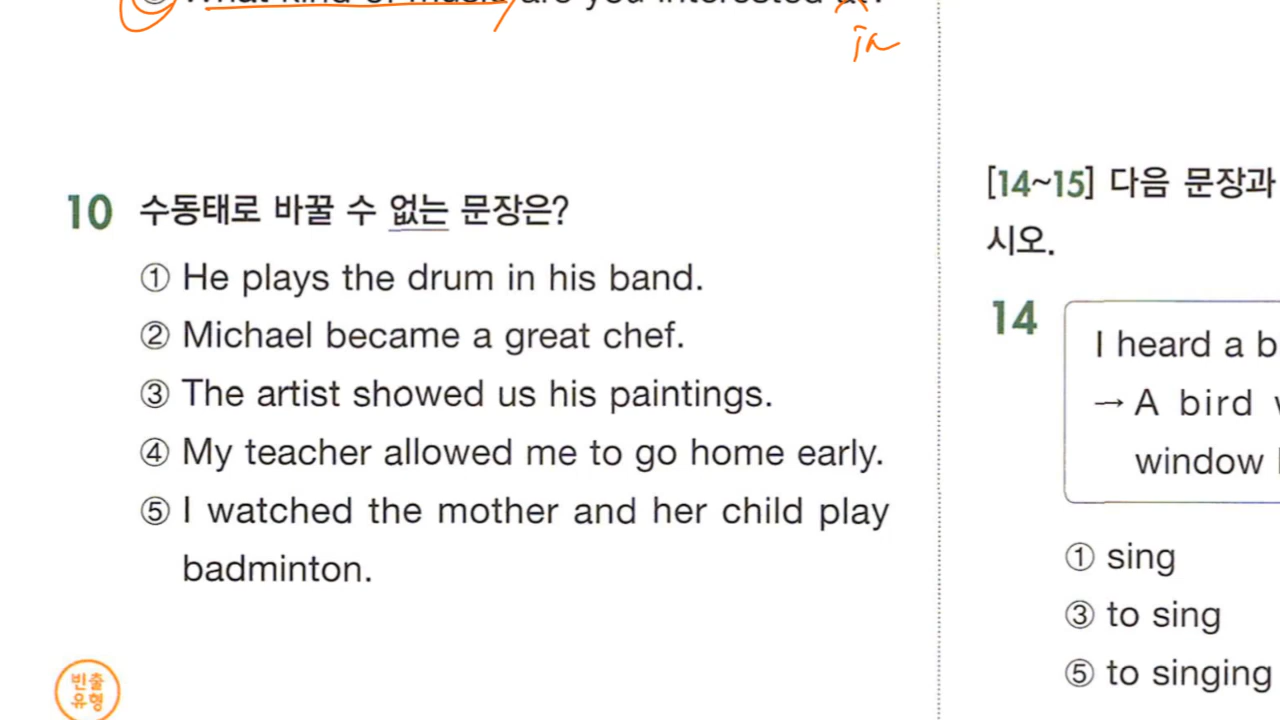 are you interested
in
10 수동태로 바꿀 수 없는 문장은?
① He plays the drum in his band.
② Michael became a great chef.
③ The artist showed us his paintings.
④ My teacher allowed me to go home early.
⑤ I watched the mother and her child play
badminton.
빈출
유형
[14~15] 다음 문장과
시오.
14
I heard a b
→ A bird
window
① sing
③ to sing
⑤ to singing